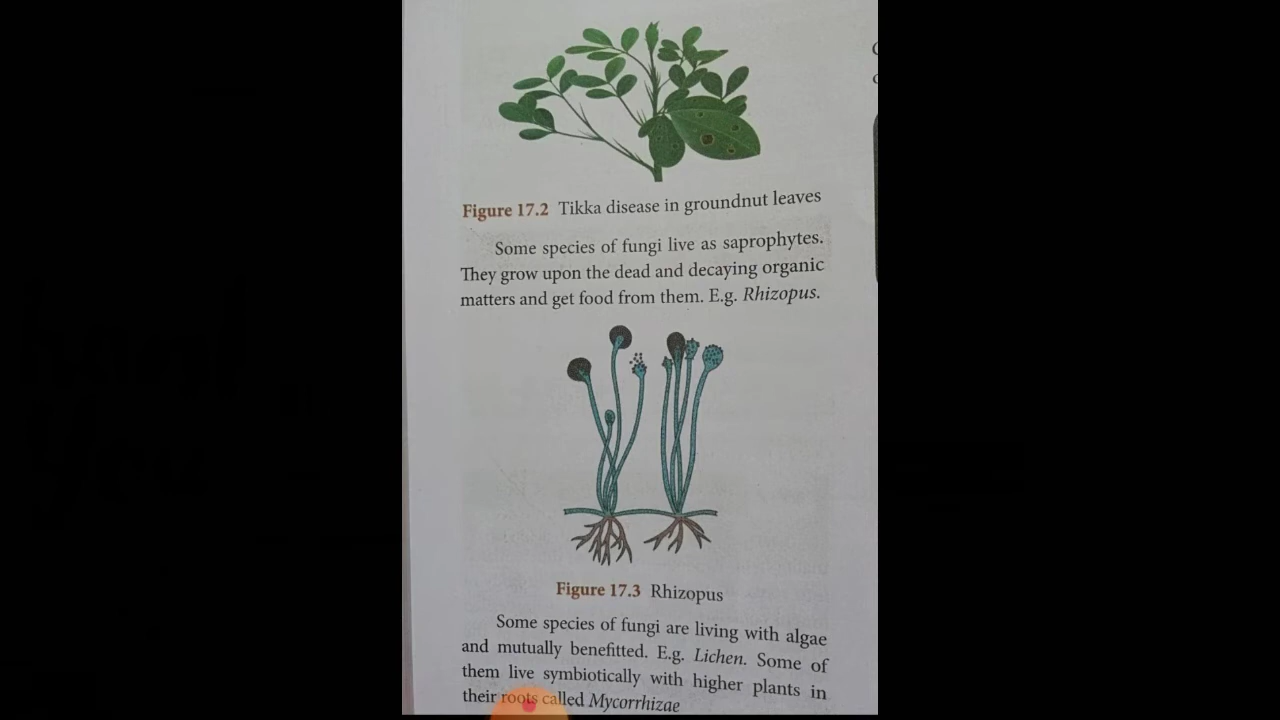 Figure 17.2 Tikka disease in groundnut leaves
Some species of fungi live as saprophytes.
They grow upon the dead and decaying organic
matters and get food from them. E.g. Rhizopus.
Figure 17.3 Rhizopus
Some species of fungi are living with algae
and mutually benefitted. E.g. Lichen. Some of
them live symbiotically with higher plants in
their roots called Mycorrhizae